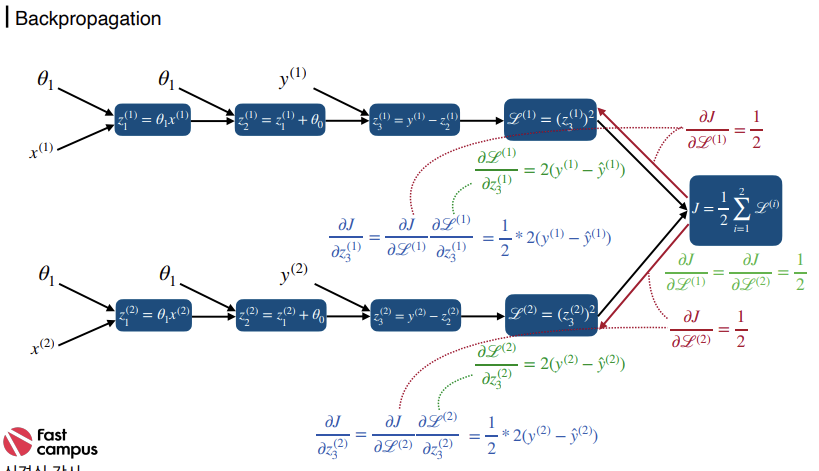 Backpropagation
θ₁ θ₁ y⁽¹⁾
z₁⁽¹⁾ = θ₁x⁽¹⁾ z₂⁽¹⁾ = z₁⁽¹⁾ + θ₀ z₃⁽¹⁾ = y⁽¹⁾ − z₂⁽¹⁾ ℒ⁽¹⁾ = (z₃⁽¹⁾)² ∂J/∂ℒ⁽¹⁾ = 1/2
x⁽¹⁾
∂ℒ⁽¹⁾/∂z₃⁽¹⁾ = 2(y⁽¹⁾ − ŷ⁽¹⁾)
J = 1/2 ∑_{i=1}^{2} ℒ⁽ⁱ⁾
∂J/∂z₃⁽¹⁾ = ∂J/∂ℒ⁽¹⁾ ∂ℒ⁽¹⁾/∂z₃⁽¹⁾ = 1/2 * 2(y⁽¹⁾ − ŷ⁽¹⁾)
θ₁ θ₁ y⁽²⁾
∂J/∂ℒ⁽¹⁾ = ∂J/∂ℒ⁽²⁾ = 1/2
z₁⁽²⁾ = θ₁x⁽²⁾ z₂⁽²⁾ = z₁⁽²⁾ + θ₀ z₃⁽²⁾ = y⁽²⁾ − z₂⁽²⁾ ℒ⁽²⁾ = (z₃⁽²⁾)²
∂J/∂ℒ⁽²⁾ = 1/2
x⁽²⁾
∂ℒ⁽²⁾/∂z₃⁽²⁾ = 2(y⁽²⁾ − ŷ⁽²⁾)
∂J/∂z₃⁽²⁾ = ∂J/∂ℒ⁽²⁾ ∂ℒ⁽²⁾/∂z₃⁽²⁾ = 1/2 * 2(y⁽²⁾ − ŷ⁽²⁾)
Fast
campus